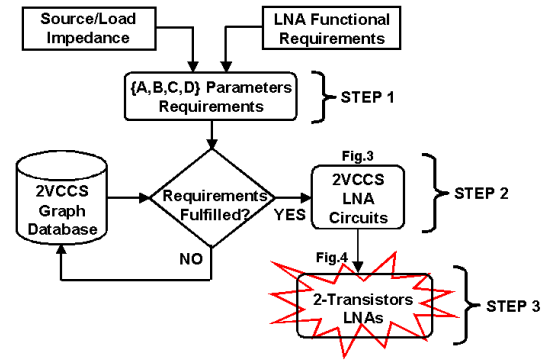 Source/Load
Impedance
LNA Functional
Requirements
{A,B,C,D} Parameters
Requirements
STEP 1
2VCCS
Graph
Database
Requirements
Fulfilled?
YES
NO
Fig.3
2VCCS
LNA
Circuits
STEP 2
Fig.4
2-Transistors
LNAs
STEP 3